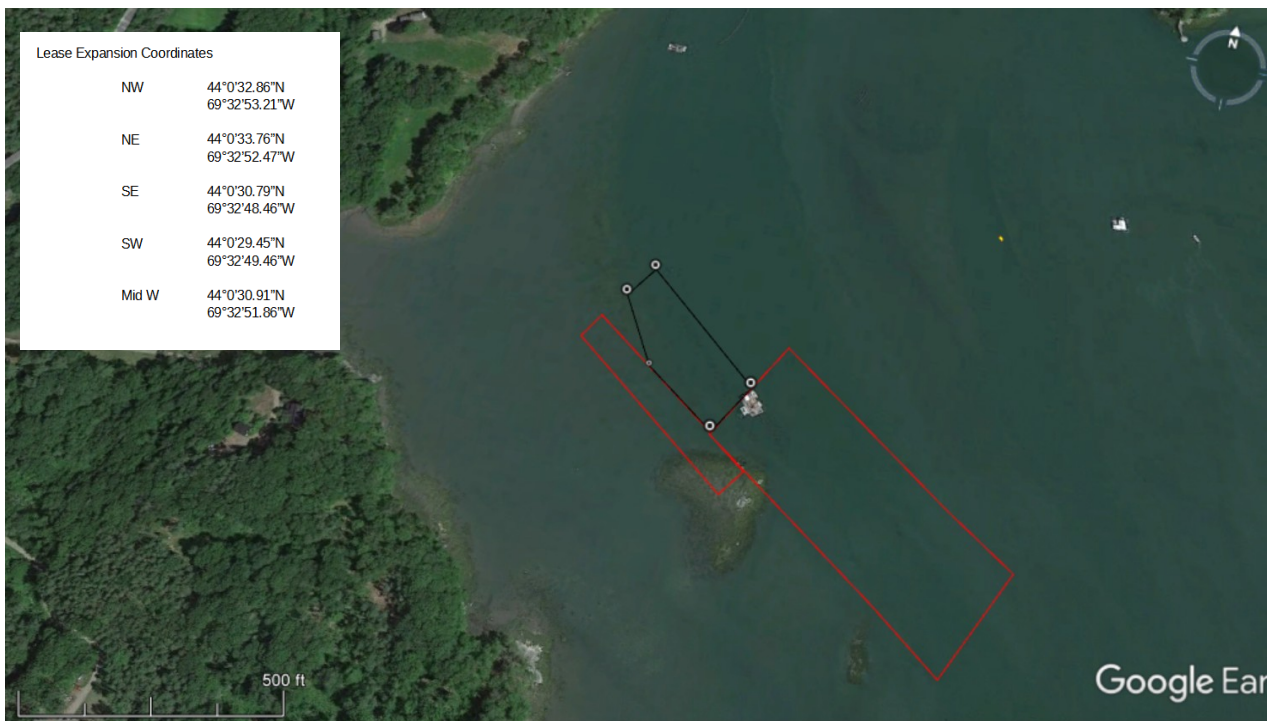 Lease Expansion Coordinates
NW 44°0'32.86"N
69°32'53.21"W
NE 44°0'33.76"N
69°32'52.47"W
SE 44°0'30.79"N
69°32'48.46"W
SW 44°0'29.45"N
69°32'49.46"W
Mid W 44°0'30.91"N
69°32'51.86"W
N
500 ft
Google Ear